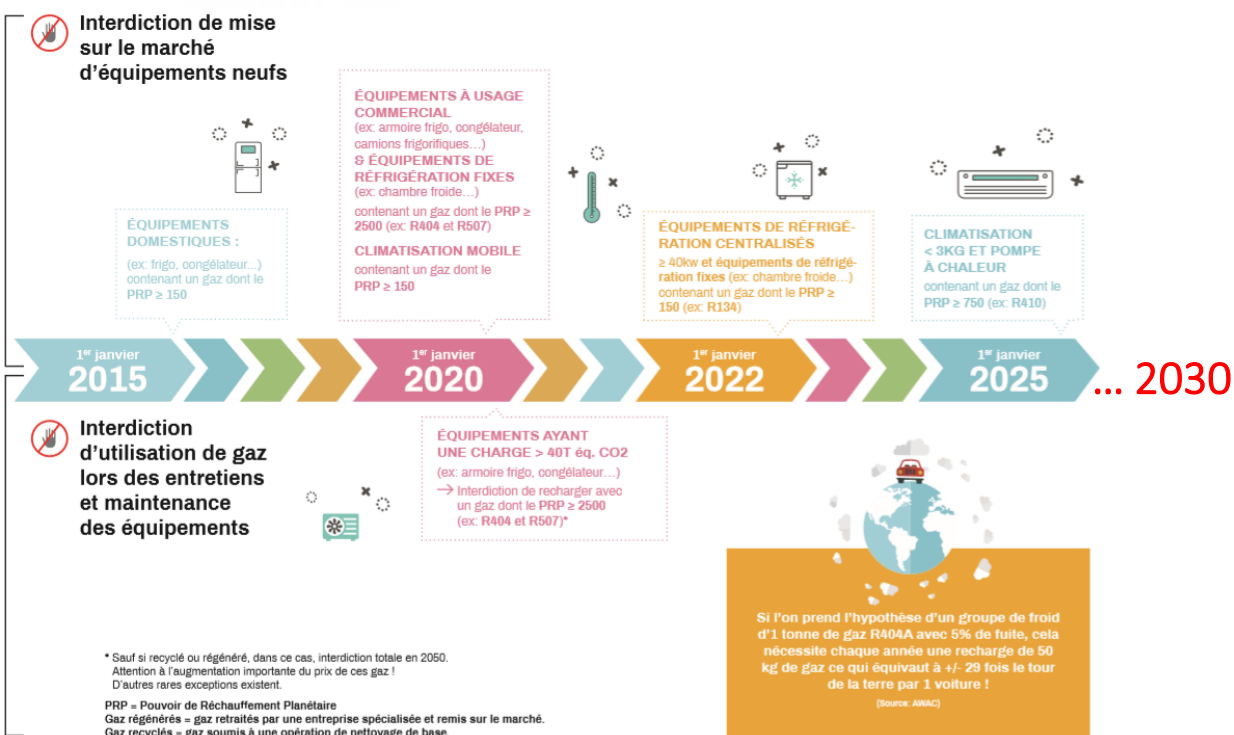 Interdiction de mise
sur le marché
d'équipements neufs
ÉQUIPEMENTS
DOMESTIQUES :
(ex: frigo, congélateur...)
contenant un gaz dont le
PRP ≥ 150
ÉQUIPEMENTS À USAGE
COMMERCIAL
(ex: armoire frigo, congélateur,
camions frigorifiques…)
& ÉQUIPEMENTS DE
RÉFRIGÉRATION FIXES
(ex: chambre froide…)
contenant un gaz dont le PRP ≥
2500 (ex: R404 et R507)
CLIMATISATION MOBILE
contenant un gaz dont le
PRP ≥ 150
ÉQUIPEMENTS DE RÉFRIGÉ-
RATION CENTRALISÉS
≥ 40kw et équipements de réfrigé-
ration fixes (ex: chambre froide…)
contenant un gaz dont le PRP ≥
150 (ex: R134)
CLIMATISATION
< 3KG ET POMPE
À CHALEUR
contenant un gaz dont le
PRP ≥ 750 (ex: R410)
1er janvier
2015
1er janvier
2020
1er janvier
2022
1er janvier
2025
... 2030
Interdiction
d'utilisation de gaz
lors des entretiens
et maintenance
des équipements
ÉQUIPEMENTS AYANT
UNE CHARGE > 40T éq. CO2
(ex: armoire frigo, congélateur…)
→ Interdiction de recharger avec
un gaz dont le PRP ≥ 2500
(ex: R404 et R507)*
Si l'on prend l'hypothèse d'un groupe de froid
d'1 tonne de gaz R404A avec 5% de fuite, cela
nécessite chaque année une recharge de 50
kg de gaz ce qui équivaut à +/- 29 fois le tour
de la terre par 1 voiture !
(Source: AWAC)
* Sauf si recyclé ou régénéré, dans ce cas, interdiction totale en 2050.
Attention à l'augmentation importante du prix de ces gaz !
D'autres rares exceptions existent.
PRP = Pouvoir de Réchauffement Planétaire
Gaz régénérés = gaz retraités par une entreprise spécialisée et remis sur le marché.
Gaz recyclés = gaz soumis à une opération de nettoyage de base.